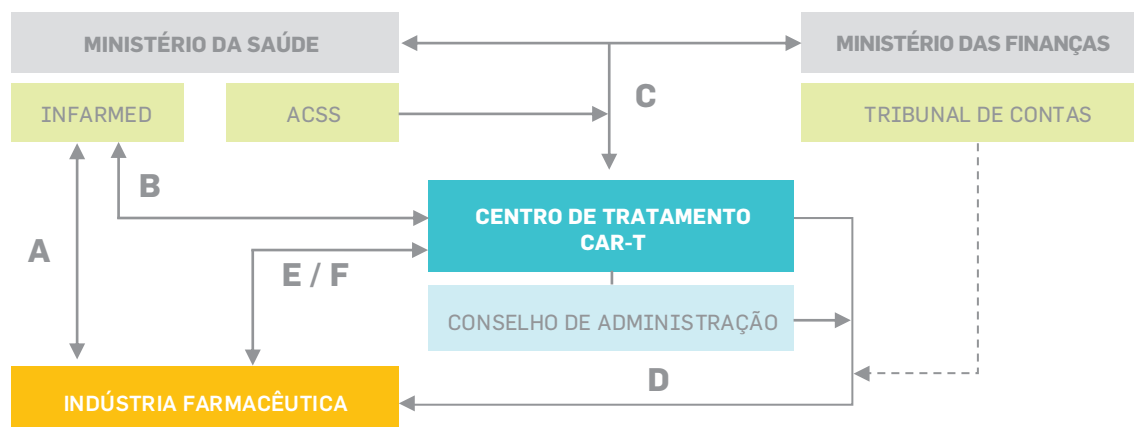 MINISTÉRIO DA SAÚDE
MINISTÉRIO DAS FINANÇAS
INFARMED
ACSS
C
TRIBUNAL DE CONTAS
B
CENTRO DE TRATAMENTO
CAR-T
A
E / F
CONSELHO DE ADMINISTRAÇÃO
D
INDÚSTRIA FARMACÊUTICA